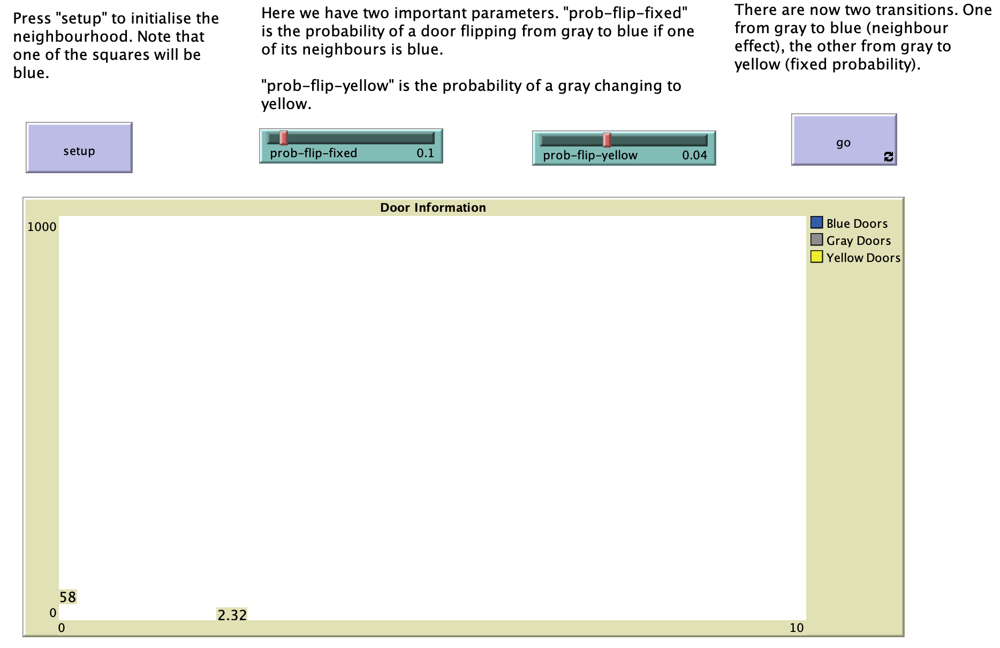 Press "setup" to initialise the
neighbourhood. Note that
one of the squares will be
blue.
Here we have two important parameters. "prob-flip-fixed"
is the probability of a door flipping from gray to blue if one
of its neighbours is blue.
"prob-flip-yellow" is the probability of a gray changing to
yellow.
There are now two transitions. One
from gray to blue (neighbour
effect), the other from gray to
yellow (fixed probability).
setup
prob-flip-fixed 0.1
prob-flip-yellow 0.04
go
Door Information
1000
Blue Doors
Gray Doors
Yellow Doors
58
0
2.32
0
10